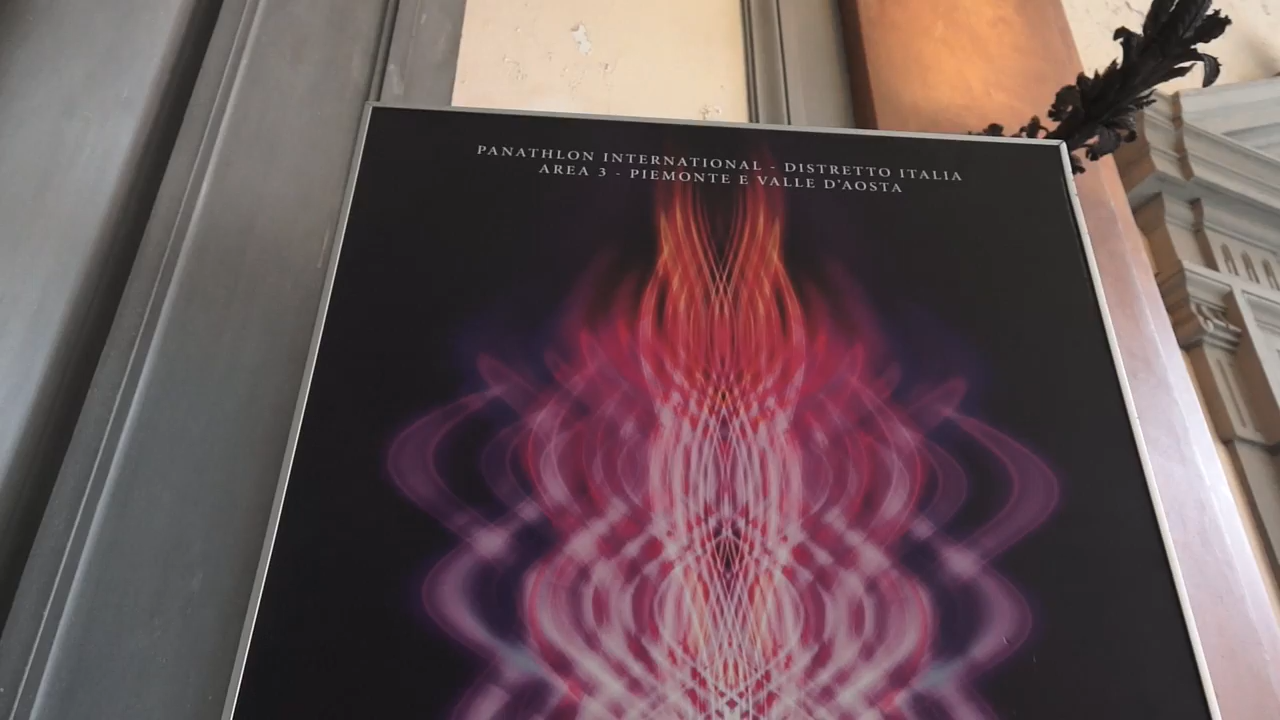 PANATHLON INTERNATIONAL - DISTRETTO ITALIA
AREA 3 - PIEMONTE E VALLE D'AOSTA